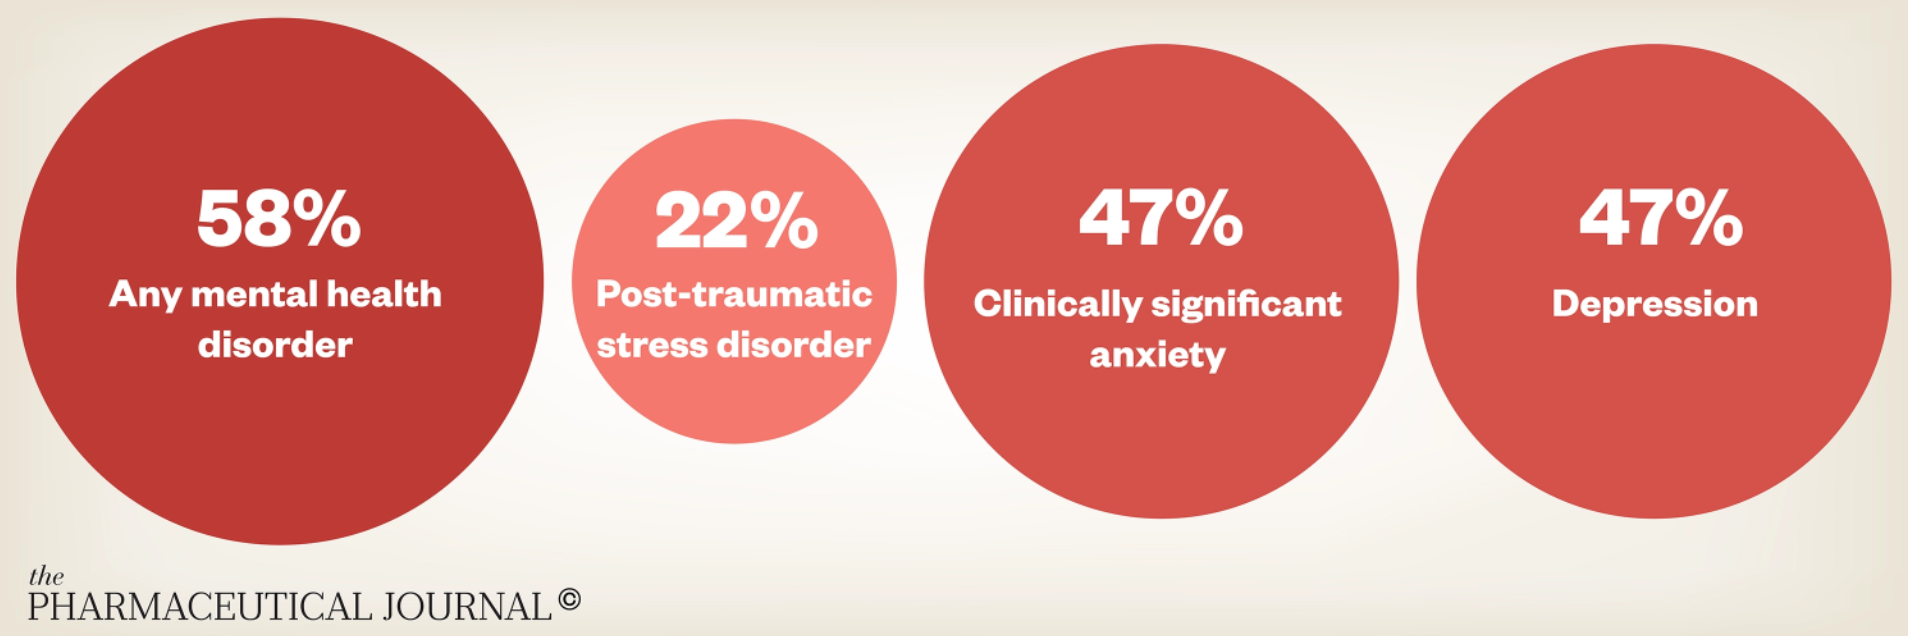 58%
Any mental health
disorder
22%
Post-traumatic
stress disorder
47%
Clinically significant
anxiety
47%
Depression
the
PHARMACEUTICAL JOURNAL ©